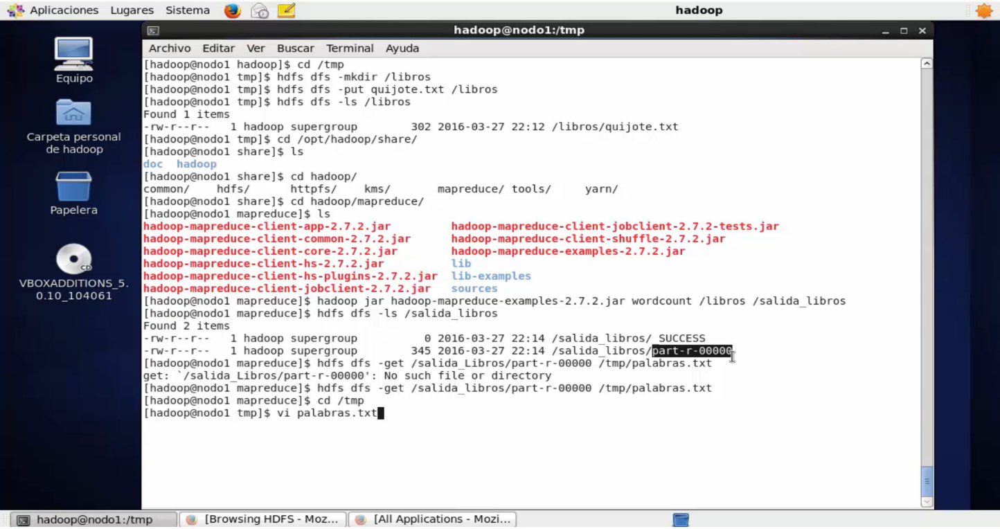 Aplicaciones Lugares Sistema
hadoop
Equipo
Carpeta personal
de hadoop
Papelera
CD
VBOXADDITIONS_5.
0.10_104061
hadoop@nodo1:/tmp
Archivo Editar Ver Buscar Terminal Ayuda
[hadoop@nodo1 hadoop]$ cd /tmp
[hadoop@nodo1 tmp]$ hdfs dfs -mkdir /libros
[hadoop@nodo1 tmp]$ hdfs dfs -put quijote.txt /libros
[hadoop@nodo1 tmp]$ hdfs dfs -ls /libros
Found 1 items
-rw-r--r--   1 hadoop supergroup        302 2016-03-27 22:12 /libros/quijote.txt
[hadoop@nodo1 tmp]$ cd /opt/hadoop/share/
[hadoop@nodo1 share]$ ls
doc  hadoop
[hadoop@nodo1 share]$ cd hadoop/
common/    hdfs/      httpfs/    kms/       mapreduce/ tools/     yarn/
[hadoop@nodo1 share]$ cd hadoop/mapreduce/
[hadoop@nodo1 mapreduce]$ ls
hadoop-mapreduce-client-app-2.7.2.jar         hadoop-mapreduce-client-jobclient-2.7.2-tests.jar
hadoop-mapreduce-client-common-2.7.2.jar      hadoop-mapreduce-client-shuffle-2.7.2.jar
hadoop-mapreduce-client-core-2.7.2.jar        hadoop-mapreduce-examples-2.7.2.jar
hadoop-mapreduce-client-hs-2.7.2.jar          lib
hadoop-mapreduce-client-hs-plugins-2.7.2.jar  lib-examples
hadoop-mapreduce-client-jobclient-2.7.2.jar   sources
[hadoop@nodo1 mapreduce]$ hadoop jar hadoop-mapreduce-examples-2.7.2.jar wordcount /libros /salida_libros
[hadoop@nodo1 mapreduce]$ hdfs dfs -ls /salida_libros
Found 2 items
-rw-r--r--   1 hadoop supergroup          0 2016-03-27 22:14 /salida_libros/_SUCCESS
-rw-r--r--   1 hadoop supergroup        345 2016-03-27 22:14 /salida_libros/part-r-00000
[hadoop@nodo1 mapreduce]$ hdfs dfs -get /salida_Libros/part-r-00000 /tmp/palabras.txt
get: `/salida_Libros/part-r-00000': No such file or directory
[hadoop@nodo1 mapreduce]$ hdfs dfs -get /salida_libros/part-r-00000 /tmp/palabras.txt
[hadoop@nodo1 mapreduce]$ cd /tmp
[hadoop@nodo1 tmp]$ vi palabras.txt
hadoop@nodo1:/tmp
[Browsing HDFS - Moz...
[All Applications - Mozi...